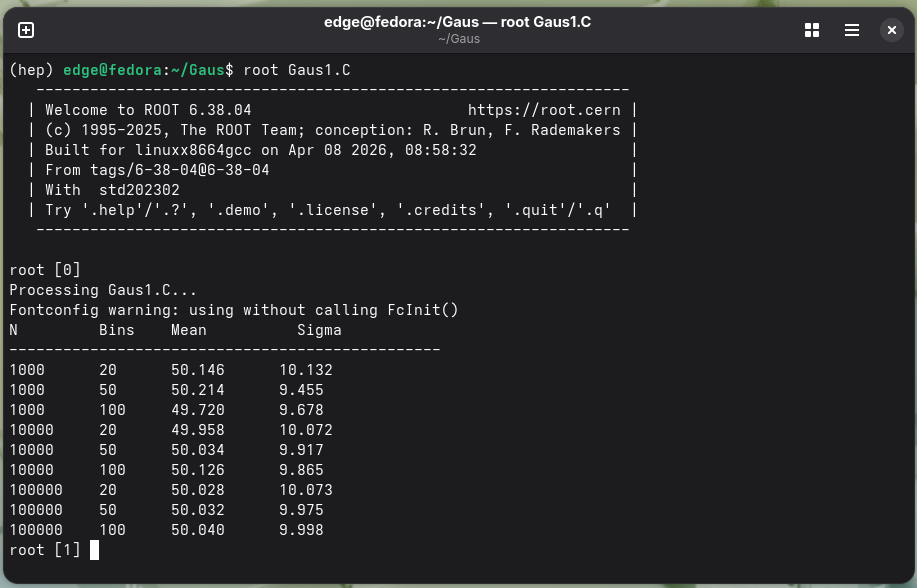 edge@fedora:~/Gaus — root Gaus1.C
~/Gaus
(hep) edge@fedora:~/Gaus$ root Gaus1.C
   ------------------------------------------------------------------
  | Welcome to ROOT 6.38.04                        https://root.cern |
  | (c) 1995-2025, The ROOT Team; conception: R. Brun, F. Rademakers |
  | Built for linuxx8664gcc on Apr 08 2026, 08:58:32                 |
  | From tags/6-38-04@6-38-04                                        |
  | With  std202302                                                  |
  | Try '.help'/'.?', '.demo', '.license', '.credits', '.quit'/'.q'  |
   ------------------------------------------------------------------
root [0]
Processing Gaus1.C...
Fontconfig warning: using without calling FcInit()
N         Bins    Mean          Sigma
------------------------------------------------
1000      20      50.146      10.132
1000      50      50.214      9.455
1000      100     49.720      9.678
10000     20      49.958      10.072
10000     50      50.034      9.917
10000     100     50.126      9.865
100000    20      50.028      10.073
100000    50      50.032      9.975
100000    100     50.040      9.998
root [1]